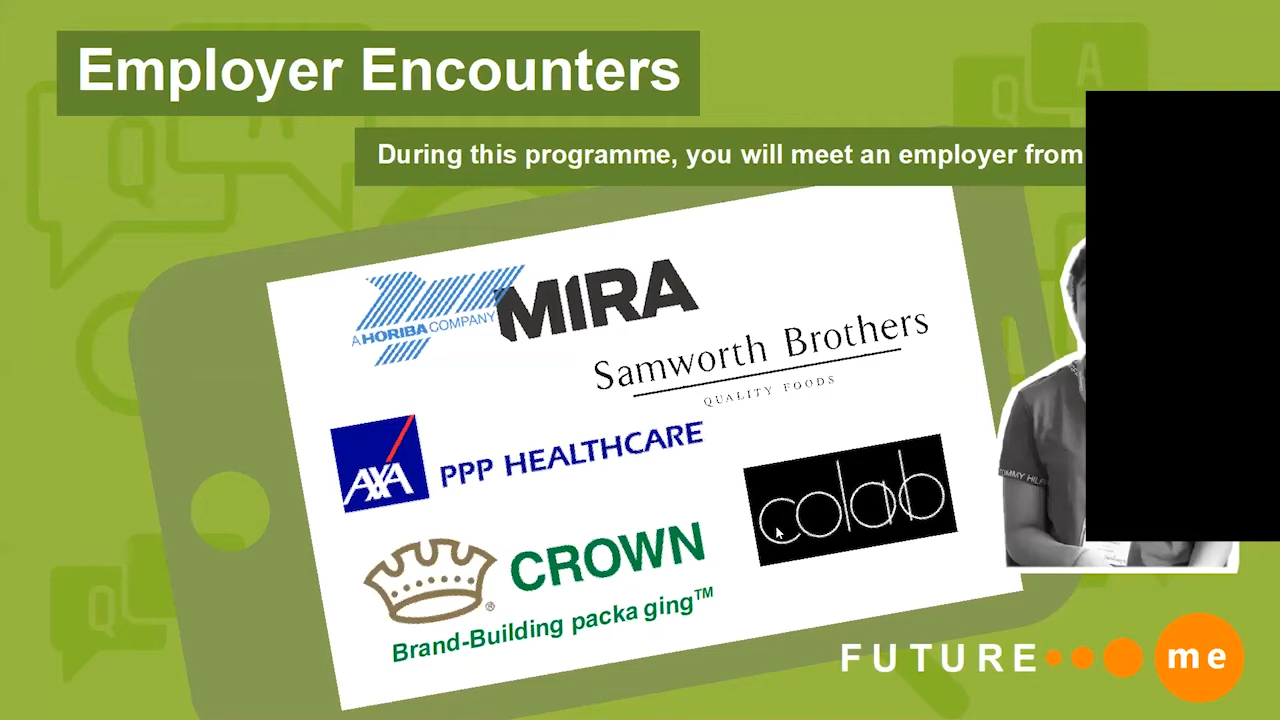 Employer Encounters
During this programme, you will meet an employer from
A HORIBA COMPANY
MIRA
Samworth Brothers
QUALITY FOODS
AXA
PPP HEALTHCARE
colab
CROWN
®
Brand-Building packa ging™
FUTURE
me
Q
A
Q
A
Q